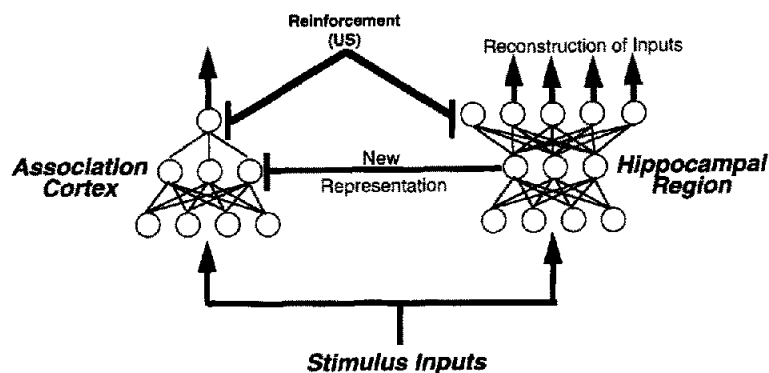 Reinforcement
(US)
Reconstruction of Inputs
Association
Cortex
New
Representation
Hippocampal
Region
Stimulus Inputs